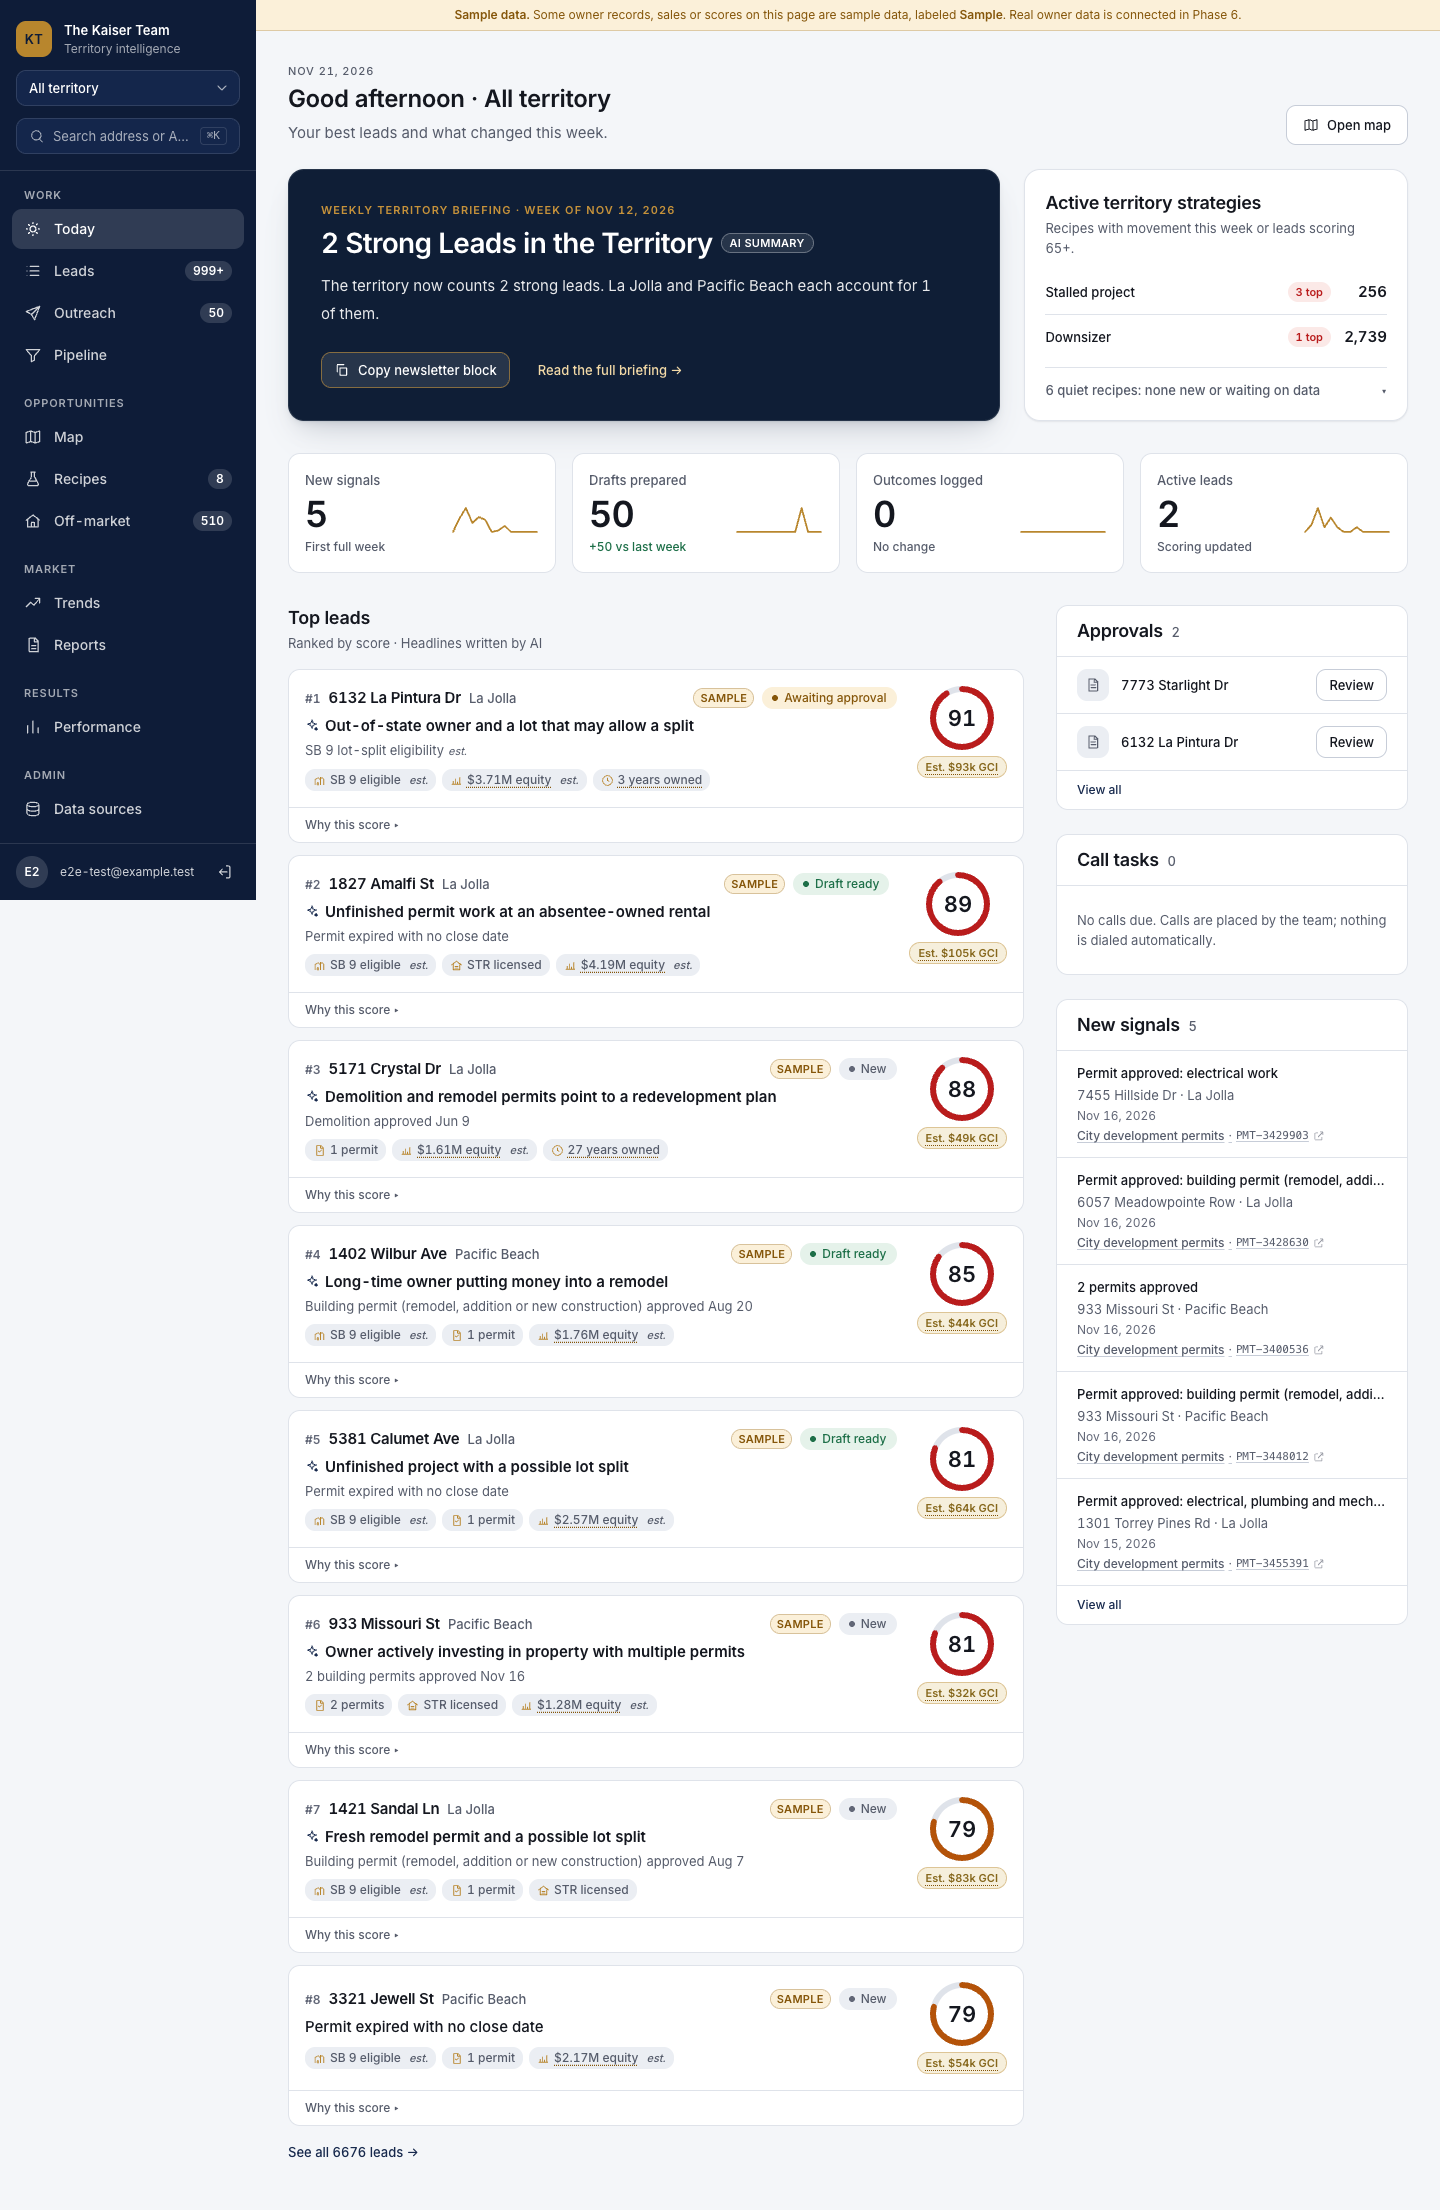 KT
The Kaiser Team
Territory intelligence
All territory
Search address or A... ⌘K
WORK
Today
Leads 999+
Outreach 50
Pipeline
OPPORTUNITIES
Map
Recipes 8
Off-market 510
MARKET
Trends
Reports
RESULTS
Performance
ADMIN
Data sources
E2 e2e-test@example.test
Sample data. Some owner records, sales or scores on this page are sample data, labeled Sample. Real owner data is connected in Phase 6.
NOV 21, 2026
Good afternoon · All territory
Your best leads and what changed this week.
Open map
WEEKLY TERRITORY BRIEFING · WEEK OF NOV 12, 2026
2 Strong Leads in the Territory AI SUMMARY
The territory now counts 2 strong leads. La Jolla and Pacific Beach each account for 1
of them.
Copy newsletter block Read the full briefing →
Active territory strategies
Recipes with movement this week or leads scoring
65+.
Stalled project 3 top 256
Downsizer 1 top 2,739
6 quiet recipes: none new or waiting on data
New signals
5
First full week
Drafts prepared
50
+50 vs last week
Outcomes logged
0
No change
Active leads
2
Scoring updated
Top leads
Ranked by score · Headlines written by AI
#1 6132 La Pintura Dr La Jolla SAMPLE Awaiting approval 91
Out-of-state owner and a lot that may allow a split
SB 9 lot-split eligibility est.
Est. $93k GCI
SB 9 eligible est. $3.71M equity est. 3 years owned
Why this score
#2 1827 Amalfi St La Jolla SAMPLE Draft ready 89
Unfinished permit work at an absentee-owned rental
Permit expired with no close date
Est. $105k GCI
SB 9 eligible est. STR licensed $4.19M equity est.
Why this score
#3 5171 Crystal Dr La Jolla SAMPLE New 88
Demolition and remodel permits point to a redevelopment plan
Demolition approved Jun 9
Est. $49k GCI
1 permit $1.61M equity est. 27 years owned
Why this score
#4 1402 Wilbur Ave Pacific Beach SAMPLE Draft ready 85
Long-time owner putting money into a remodel
Building permit (remodel, addition or new construction) approved Aug 20
Est. $44k GCI
SB 9 eligible est. 1 permit $1.76M equity est.
Why this score
#5 5381 Calumet Ave La Jolla SAMPLE Draft ready 81
Unfinished project with a possible lot split
Permit expired with no close date
Est. $64k GCI
SB 9 eligible est. 1 permit $2.57M equity est.
Why this score
#6 933 Missouri St Pacific Beach SAMPLE New 81
Owner actively investing in property with multiple permits
2 building permits approved Nov 16
Est. $32k GCI
2 permits STR licensed $1.28M equity est.
Why this score
#7 1421 Sandal Ln La Jolla SAMPLE New 79
Fresh remodel permit and a possible lot split
Building permit (remodel, addition or new construction) approved Aug 7
Est. $83k GCI
SB 9 eligible est. 1 permit STR licensed
Why this score
#8 3321 Jewell St Pacific Beach SAMPLE New 79
Permit expired with no close date
Est. $54k GCI
SB 9 eligible est. 1 permit $2.17M equity est.
Why this score
See all 6676 leads →
Approvals 2
7773 Starlight Dr Review
6132 La Pintura Dr Review
View all
Call tasks 0
No calls due. Calls are placed by the team; nothing
is dialed automatically.
New signals 5
Permit approved: electrical work
7455 Hillside Dr · La Jolla
Nov 16, 2026
City development permits · PMT-3429903
Permit approved: building permit (remodel, addi...
6057 Meadowpointe Row · La Jolla
Nov 16, 2026
City development permits · PMT-3428630
2 permits approved
933 Missouri St · Pacific Beach
Nov 16, 2026
City development permits · PMT-3400536
Permit approved: building permit (remodel, addi...
933 Missouri St · Pacific Beach
Nov 16, 2026
City development permits · PMT-3448012
Permit approved: electrical, plumbing and mech...
1301 Torrey Pines Rd · La Jolla
Nov 15, 2026
City development permits · PMT-3455391
View all